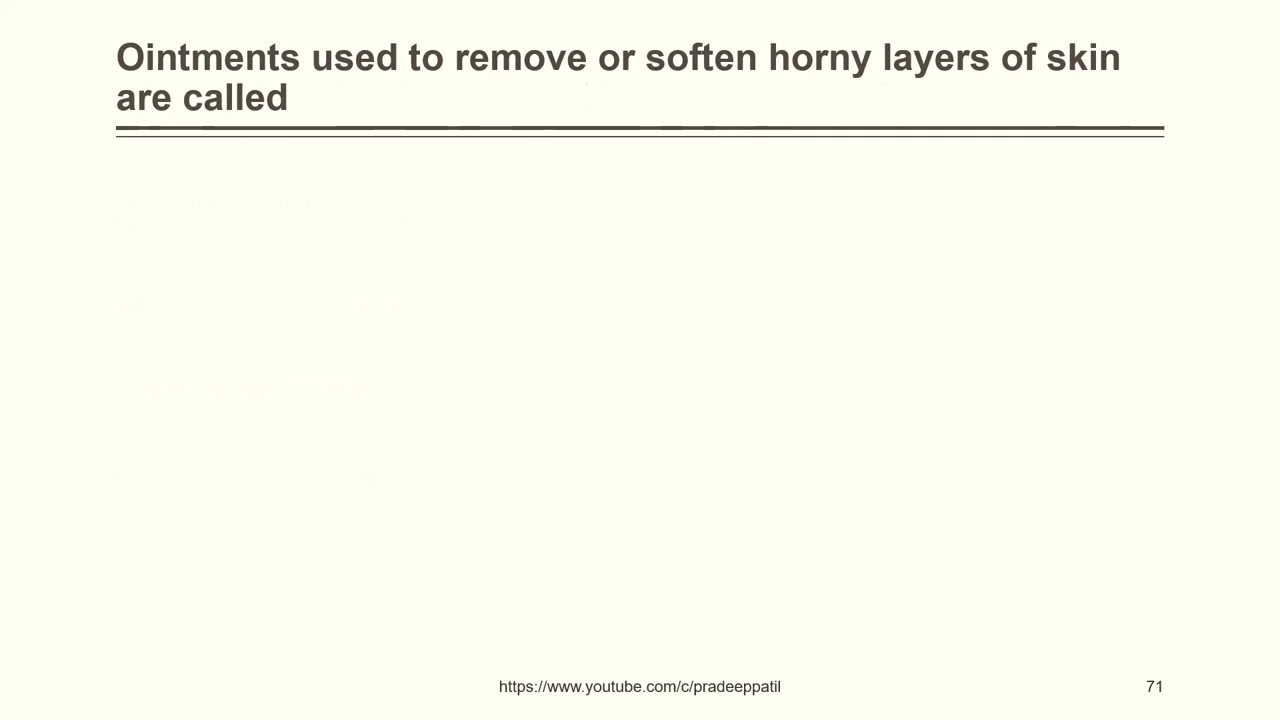 Ointments used to remove or soften horny layers of skin
are called
https://www.youtube.com/c/pradeeppatil
71